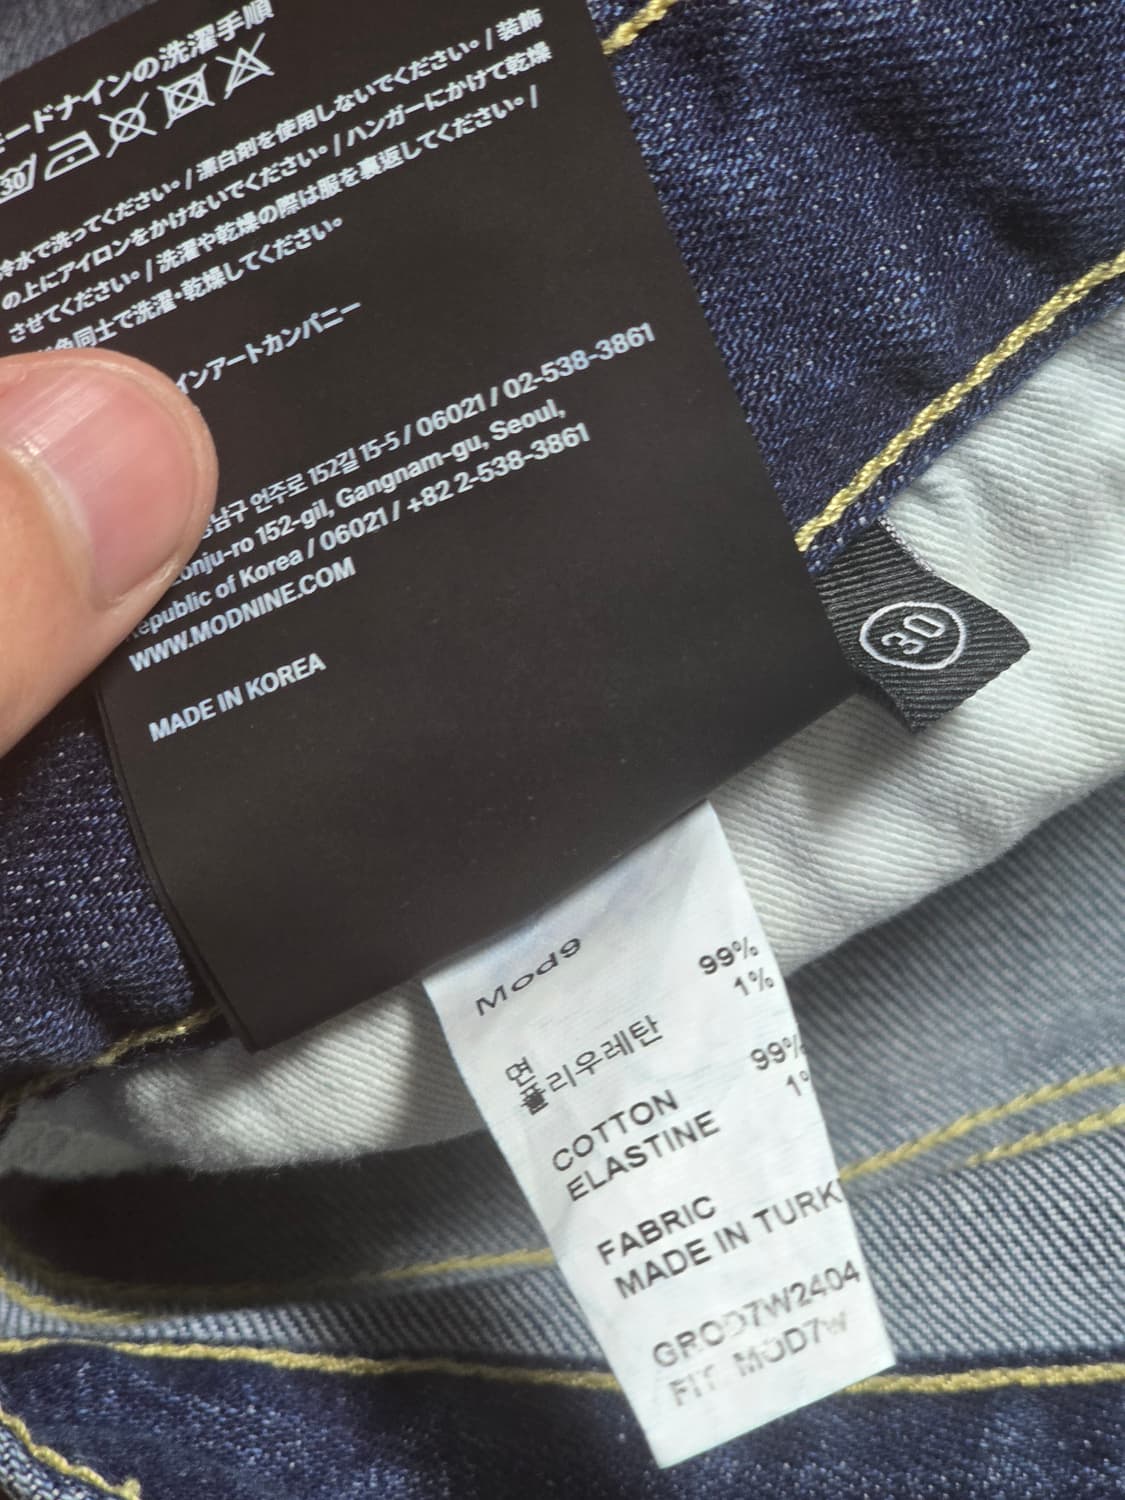 モードナインの洗濯手順
30
冷水で洗ってください。/ 漂白剤を使用しないでください。/ 装飾
の上にアイロンをかけないでください。/ ハンガーにかけて乾燥
させてください。/ 洗濯や乾燥の際は服を裏返してください。/
色同士で洗濯・乾燥してください。
インアートカンパニー
강남구 언주로 152길 15-5 / 06021 / 02-538-3861
Eonju-ro 152-gil, Gangnam-gu, Seoul,
Republic of Korea / 06021 / +82 2-538-3861
WWW.MODNINE.COM
MADE IN KOREA
30
Mod9
면 99%
폴리우레탄 1%
COTTON 99%
ELASTINE 1%
FABRIC
MADE IN TURK
GROD7W2404
FIT MOD7W